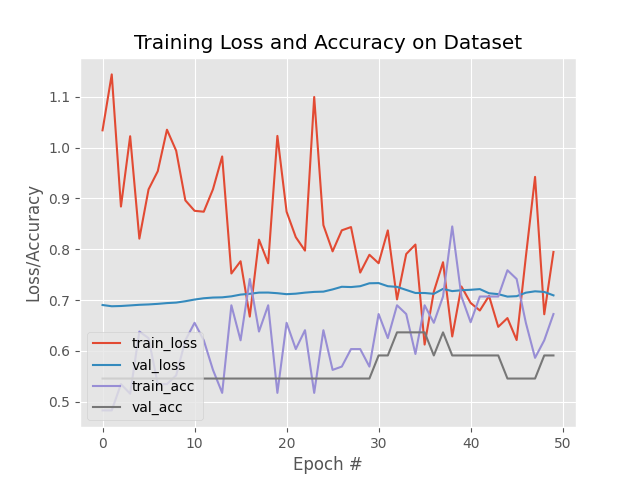 Training Loss and Accuracy on Dataset
1.1
1.0
0.9
0.8
0.7
0.6
0.5
Loss/Accuracy
train_loss
val_loss
train_acc
val_acc
0 10 20 30 40 50
Epoch #